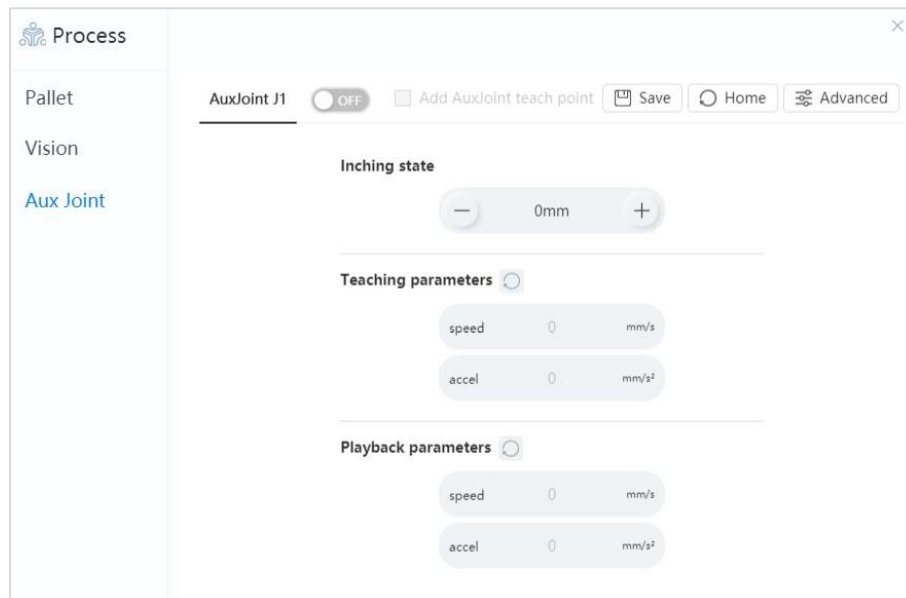 Process
Pallet
Vision
Aux Joint
AuxJoint J1 OFF Add AuxJoint teach point Save Home Advanced
Inching state
0mm
Teaching parameters
speed 0 mm/s
accel 0 mm/s²
Playback parameters
speed 0 mm/s
accel 0 mm/s²